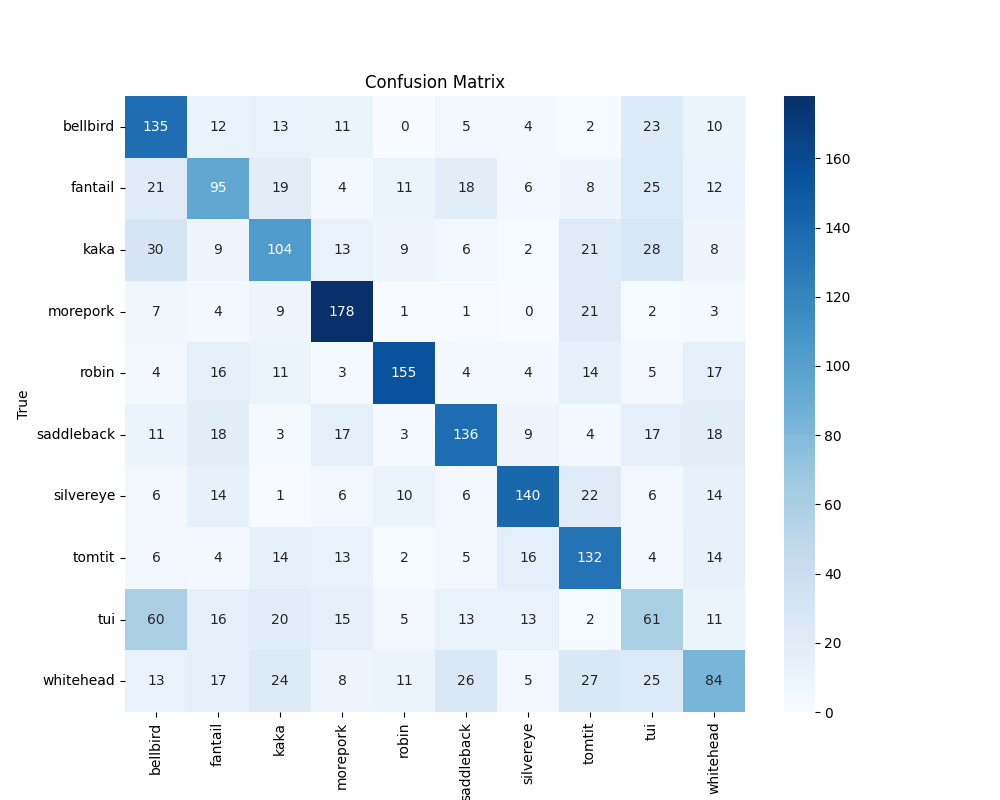 Confusion Matrix
bellbird 135 12 13 11 0 5 4 2 23 10
fantail 21 95 19 4 11 18 6 8 25 12
kaka 30 9 104 13 9 6 2 21 28 8
morepork 7 4 9 178 1 1 0 21 2 3
robin 4 16 11 3 155 4 4 14 5 17
True
saddleback 11 18 3 17 3 136 9 4 17 18
silvereye 6 14 1 6 10 6 140 22 6 14
tomtit 6 4 14 13 2 5 16 132 4 14
tui 60 16 20 15 5 13 13 2 61 11
whitehead 13 17 24 8 11 26 5 27 25 84
bellbird
fantail
kaka
morepork
robin
saddleback
silvereye
tomtit
tui
whitehead
160
140
120
100
80
60
40
20
0